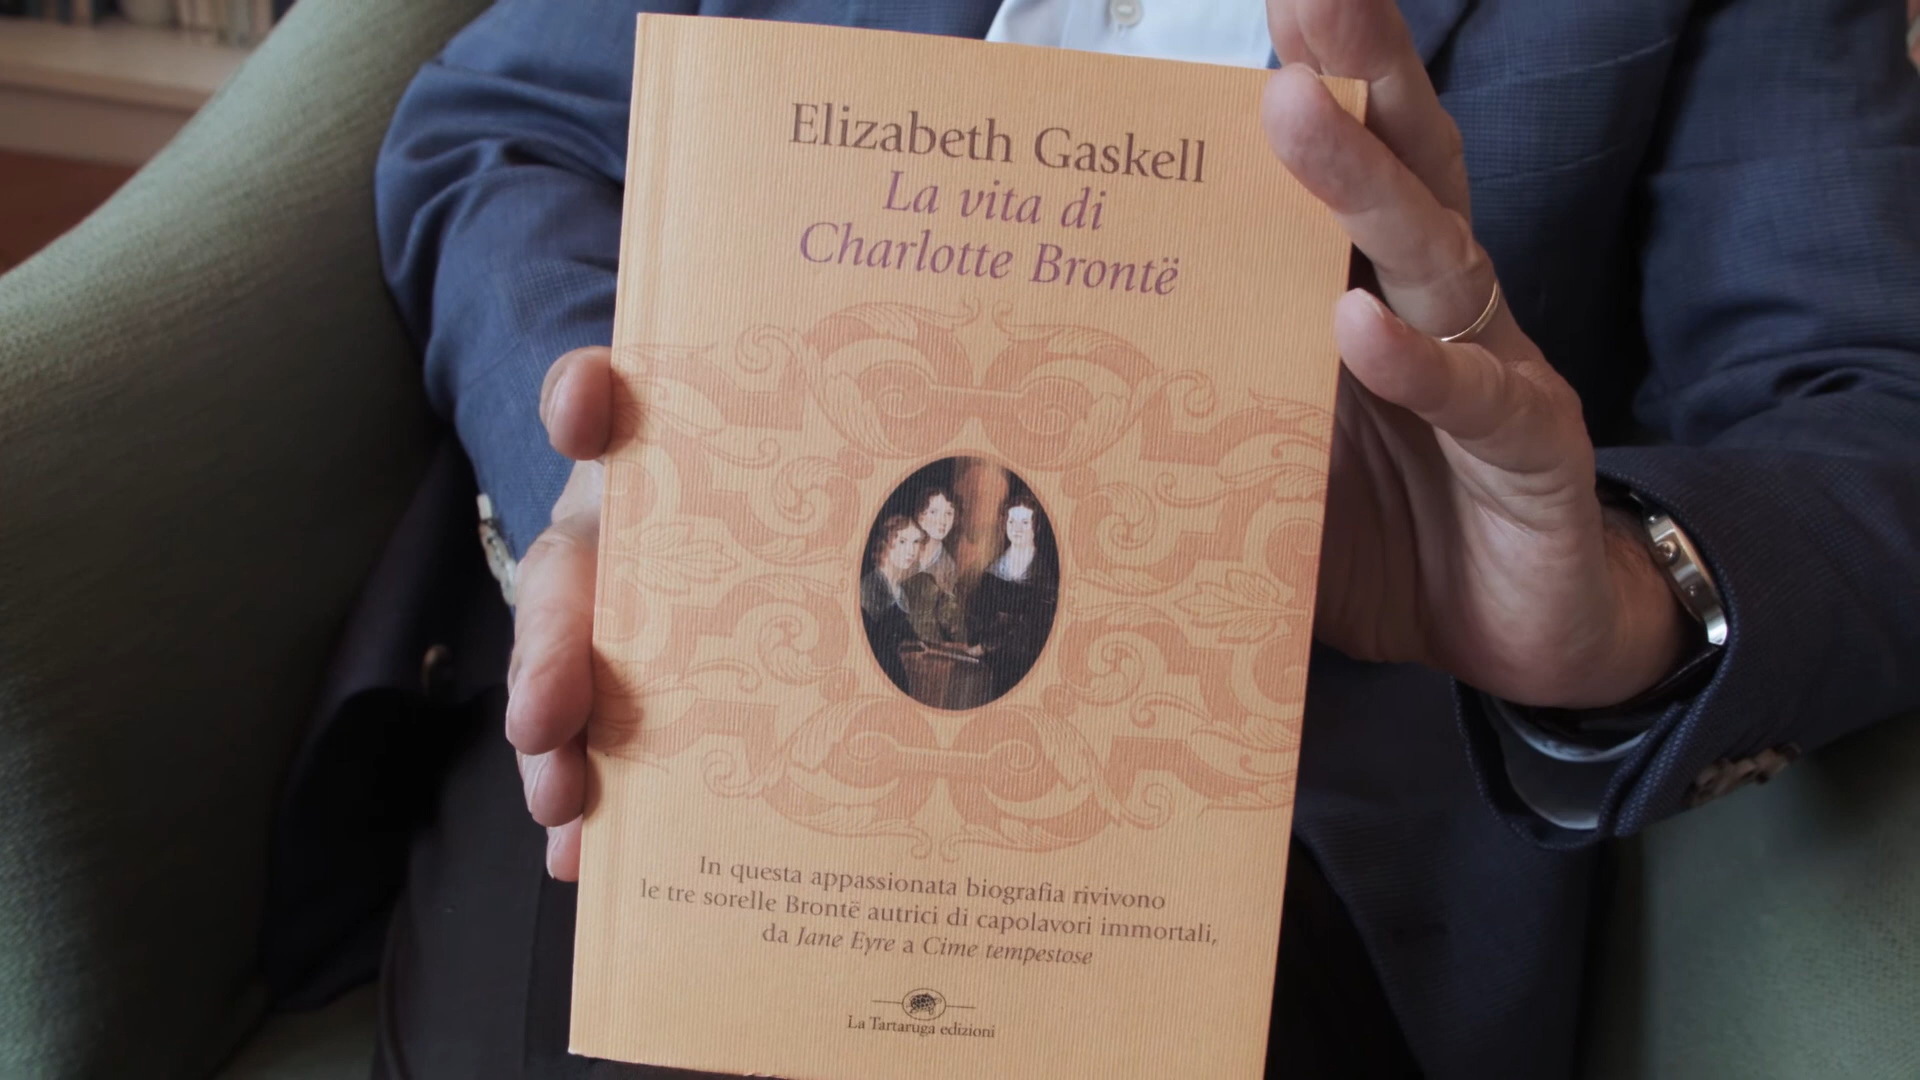 Elizabeth Gaskell
La vita di
Charlotte Brontë
In questa appassionata biografia rivivono
le tre sorelle Brontë autrici di capolavori immortali,
da Jane Eyre a Cime tempestose
La Tartaruga edizioni